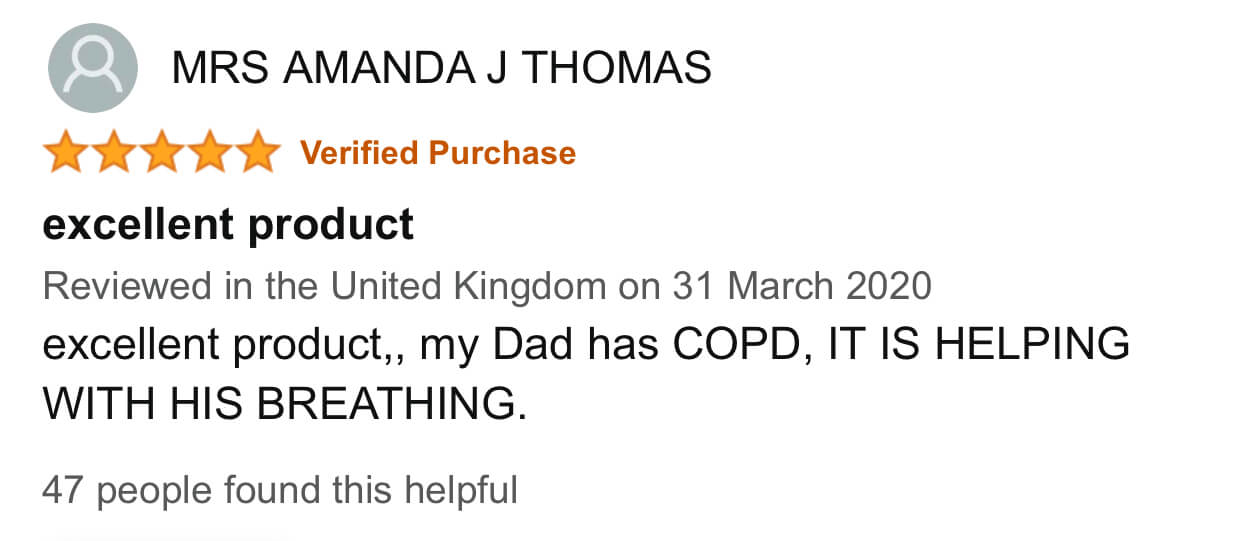 MRS AMANDA J THOMAS
Verified Purchase
excellent product
Reviewed in the United Kingdom on 31 March 2020
excellent product,, my Dad has COPD, IT IS HELPING
WITH HIS BREATHING.
47 people found this helpful